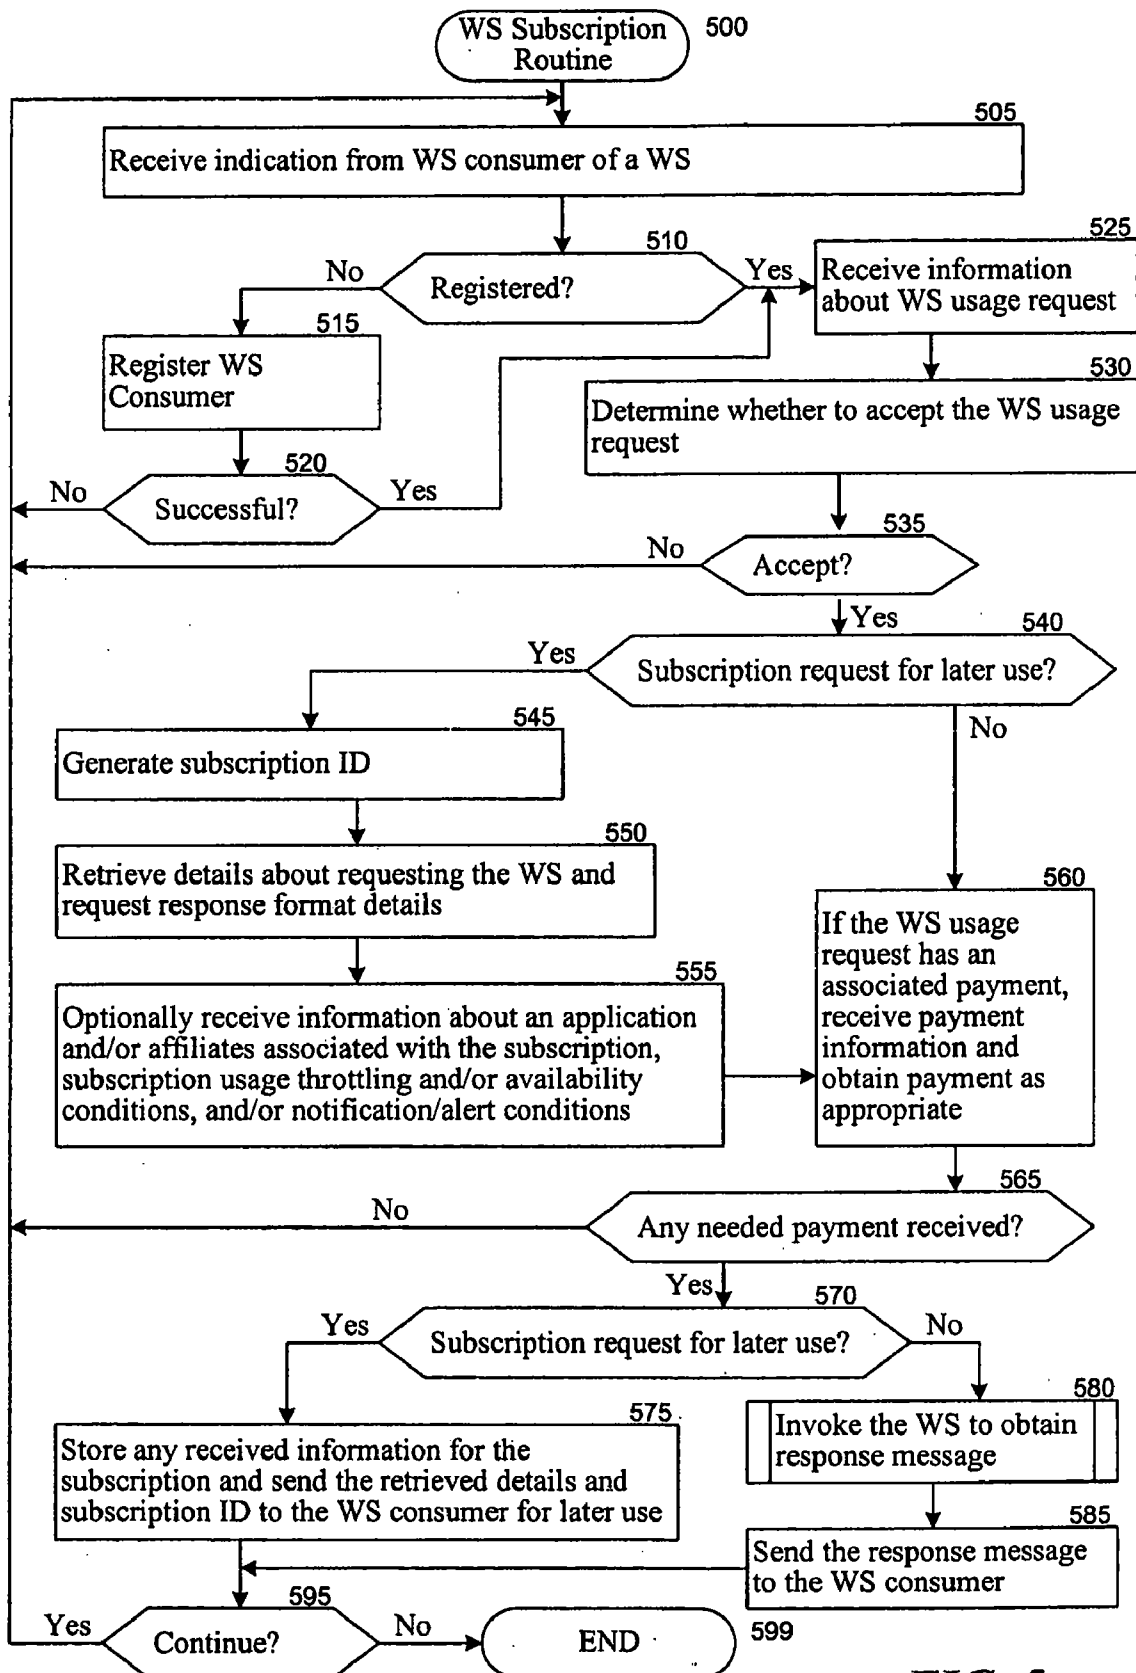 WS Subscription
Routine
500
505
Receive indication from WS consumer of a WS
510
Registered?
No
Yes
525
Receive information
about WS usage request
515
Register WS
Consumer
530
Determine whether to accept the WS usage
request
520
Successful?
No
Yes
535
Accept?
No
Yes
540
Subscription request for later use?
Yes
No
545
Generate subscription ID
550
Retrieve details about requesting the WS and
request response format details
555
Optionally receive information about an application
and/or affiliates associated with the subscription,
subscription usage throttling and/or availability
conditions, and/or notification/alert conditions
560
If the WS usage
request has an
associated payment,
receive payment
information and
obtain payment as
appropriate
565
Any needed payment received?
No
Yes
570
Subscription request for later use?
Yes
No
575
Store any received information for the
subscription and send the retrieved details and
subscription ID to the WS consumer for later use
580
Invoke the WS to obtain
response message
585
Send the response message
to the WS consumer
595
Continue?
Yes
No
END
599